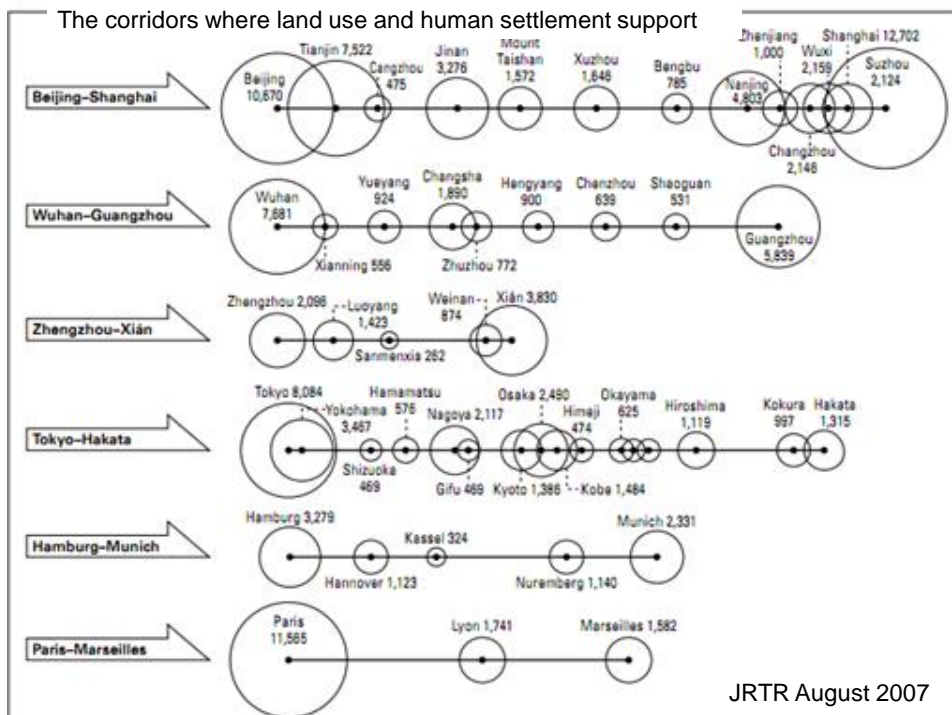 The corridors where land use and human settlement support
Beijing–Shanghai
Beijing
10,670
Tianjin 7,522
Cangzhou
475
Jinan
3,276
Mount
Taishan
1,572
Xuzhou
1,646
Bengbu
785
Nanjing
4,803
Zhenjiang
1,000
Changzhou
2,146
Wuxi
2,159
Shanghai 12,702
Suzhou
2,124
Wuhan–Guangzhou
Wuhan
7,681
Xianning 556
Yueyang
924
Changsha
1,890
Zhuzhou 772
Hengyang
900
Chenzhou
639
Shaoguan
531
Guangzhou
5,839
Zhengzhou–Xián
Zhengzhou 2,096
Luoyang
1,423
Sanmenxia 262
Weinan
874
Xián 3,830
Tokyo–Hakata
Tokyo 8,084
Yokohama
3,467
Shizuoka
469
Hamamatsu
576
Nagoya 2,117
Gifu 469
Kyoto 1,386
Osaka 2,490
Kobe 1,484
Himeji
474
Okayama
625
Hiroshima
1,119
Kokura
997
Hakata
1,315
Hamburg–Munich
Hamburg 3,279
Hannover 1,123
Kassel 324
Nuremberg 1,140
Munich 2,331
Paris–Marseilles
Paris
11,565
Lyon 1,741
Marseilles 1,582
JRTR August 2007